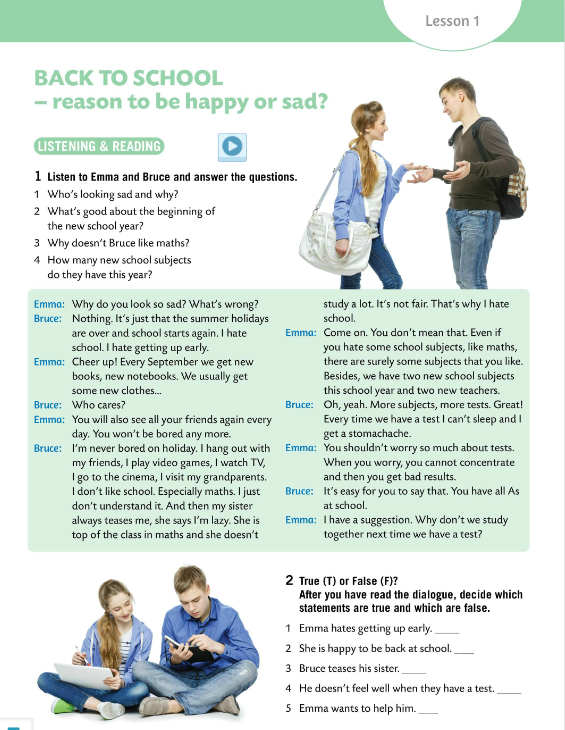 Lesson 1
BACK TO SCHOOL
– reason to be happy or sad?
LISTENING & READING
1 Listen to Emma and Bruce and answer the questions.
1 Who's looking sad and why?
2 What's good about the beginning of
the new school year?
3 Why doesn't Bruce like maths?
4 How many new school subjects
do they have this year?
Emma: Why do you look so sad? What's wrong?
Bruce: Nothing. It's just that the summer holidays
are over and school starts again. I hate
school. I hate getting up early.
Emma: Cheer up! Every September we get new
books, new notebooks. We usually get
some new clothes...
Bruce: Who cares?
Emma: You will also see all your friends again every
day. You won't be bored any more.
Bruce: I'm never bored on holiday. I hang out with
my friends, I play video games, I watch TV,
I go to the cinema, I visit my grandparents.
I don't like school. Especially maths. I just
don't understand it. And then my sister
always teases me, she says I'm lazy. She is
top of the class in maths and she doesn't
study a lot. It's not fair. That's why I hate
school.
Emma: Come on. You don't mean that. Even if
you hate some school subjects, like maths,
there are surely some subjects that you like.
Besides, we have two new school subjects
this school year and two new teachers.
Bruce: Oh, yeah. More subjects, more tests. Great!
Every time we have a test I can't sleep and I
get a stomachache.
Emma: You shouldn't worry so much about tests.
When you worry, you cannot concentrate
and then you get bad results.
Bruce: It's easy for you to say that. You have all As
at school.
Emma: I have a suggestion. Why don't we study
together next time we have a test?
2 True (T) or False (F)?
After you have read the dialogue, decide which
statements are true and which are false.
1 Emma hates getting up early. ____
2 She is happy to be back at school. ____
3 Bruce teases his sister. ____
4 He doesn't feel well when they have a test. ____
5 Emma wants to help him. ____